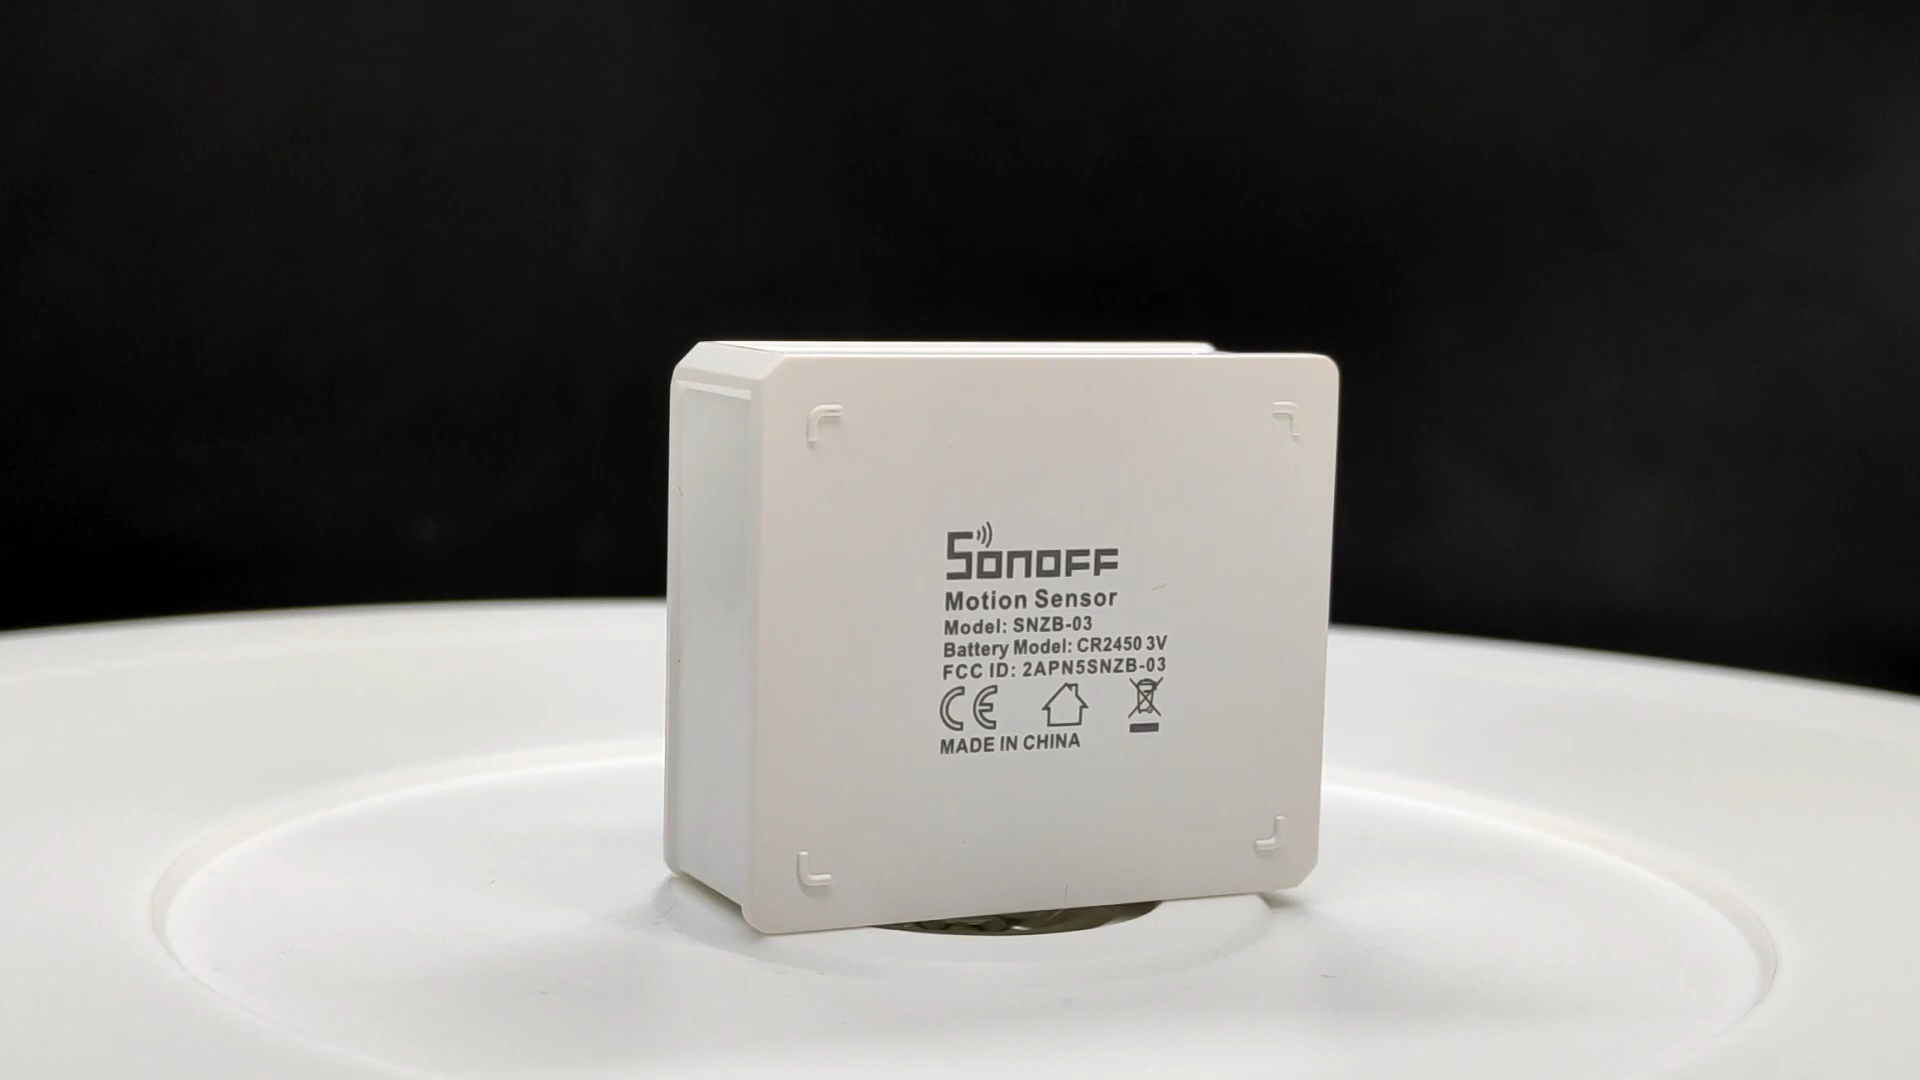 SONOFF
Motion Sensor
Model: SNZB-03
Battery Model: CR2450 3V
FCC ID: 2APN5SNZB-03
CE
MADE IN CHINA